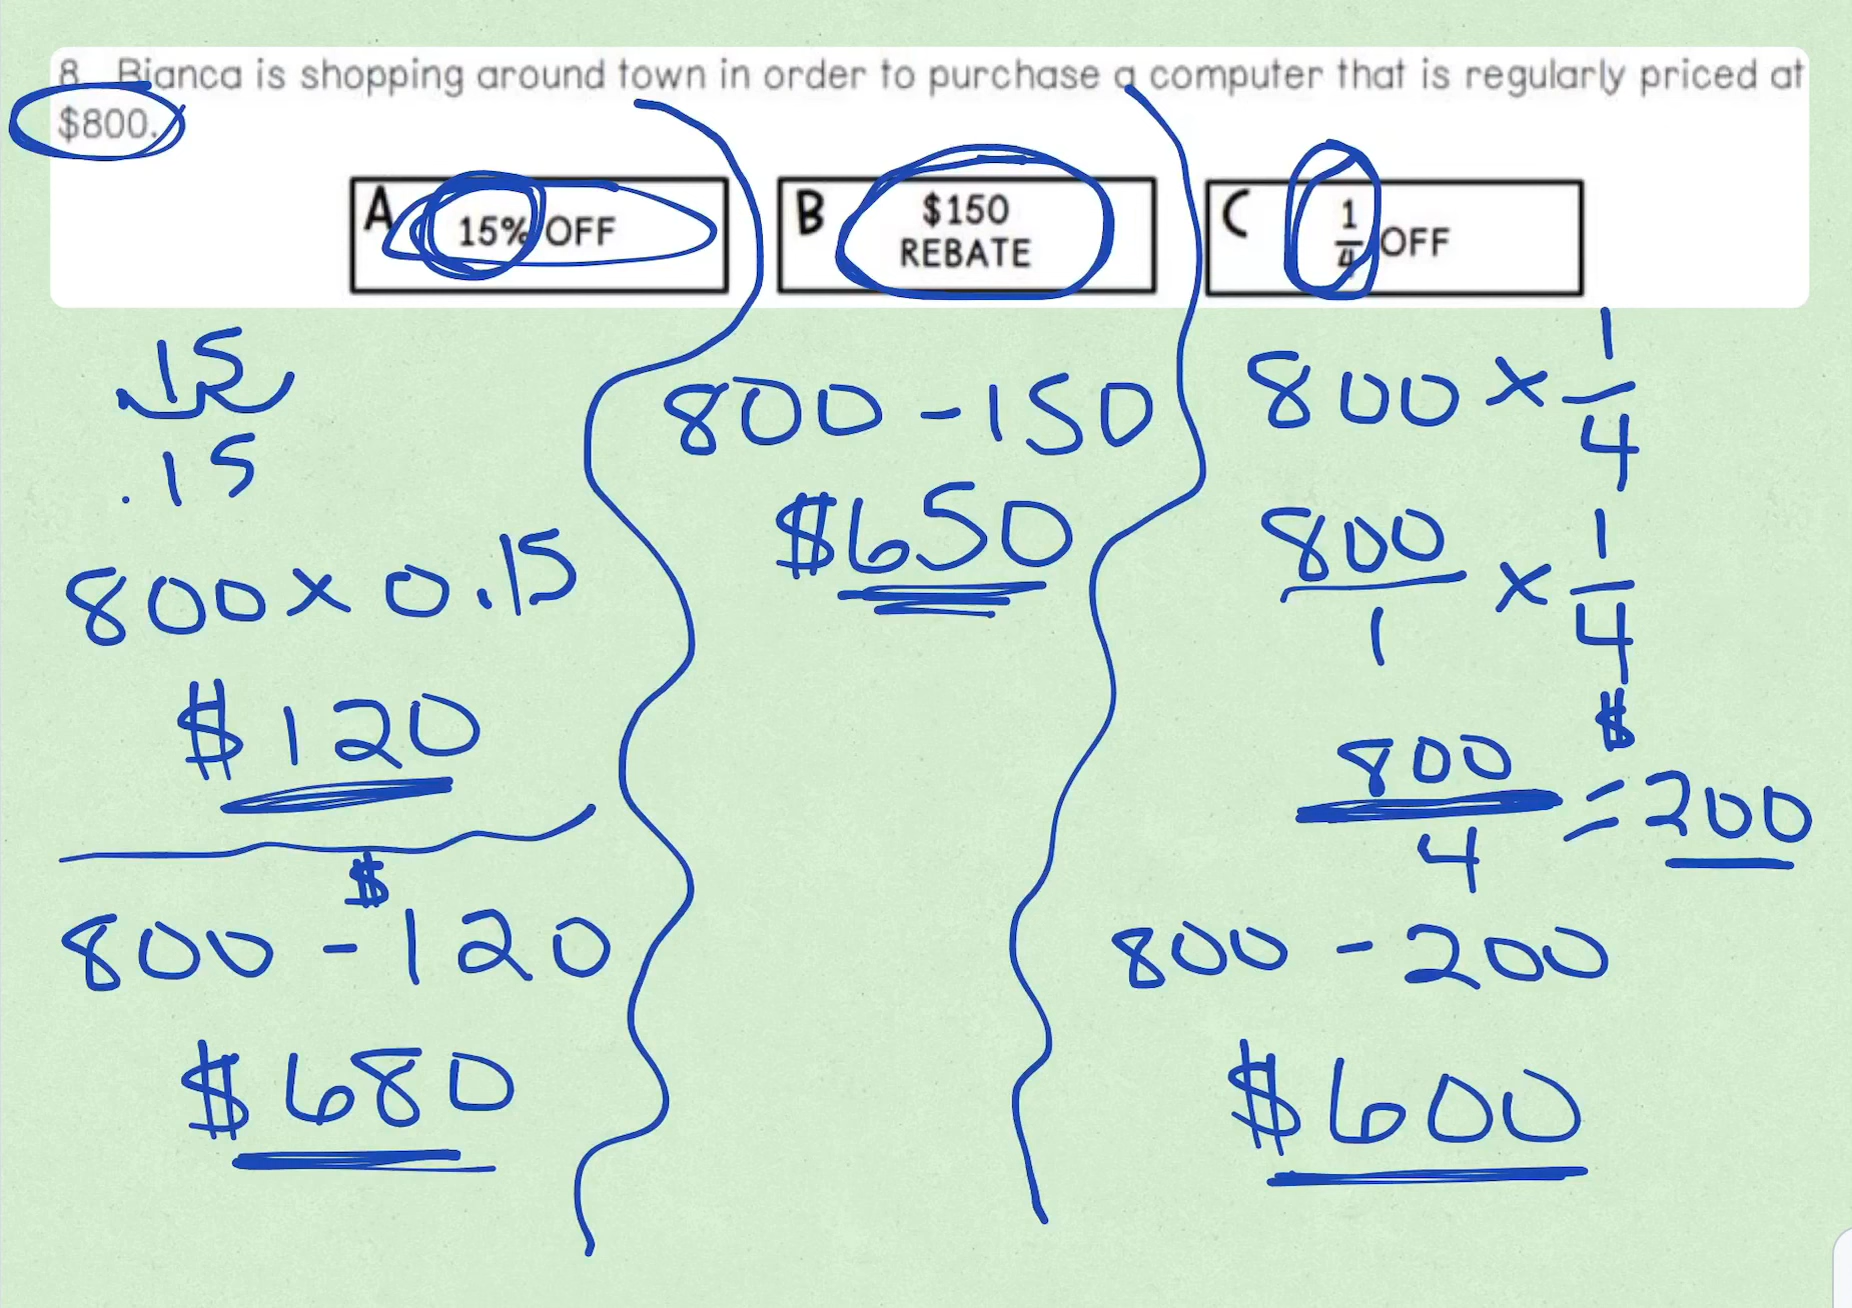 8. Bianca is shopping around town in order to purchase a computer that is regularly priced at
$800.
A 15% OFF
B $150
REBATE
C 1/4 OFF
15
.15
800 x 0.15
$120
800 - $120
$680
800 - 150
$650
800 x 1/4
800/1 x 1/4
800/4 = $200
800 - 200
$600